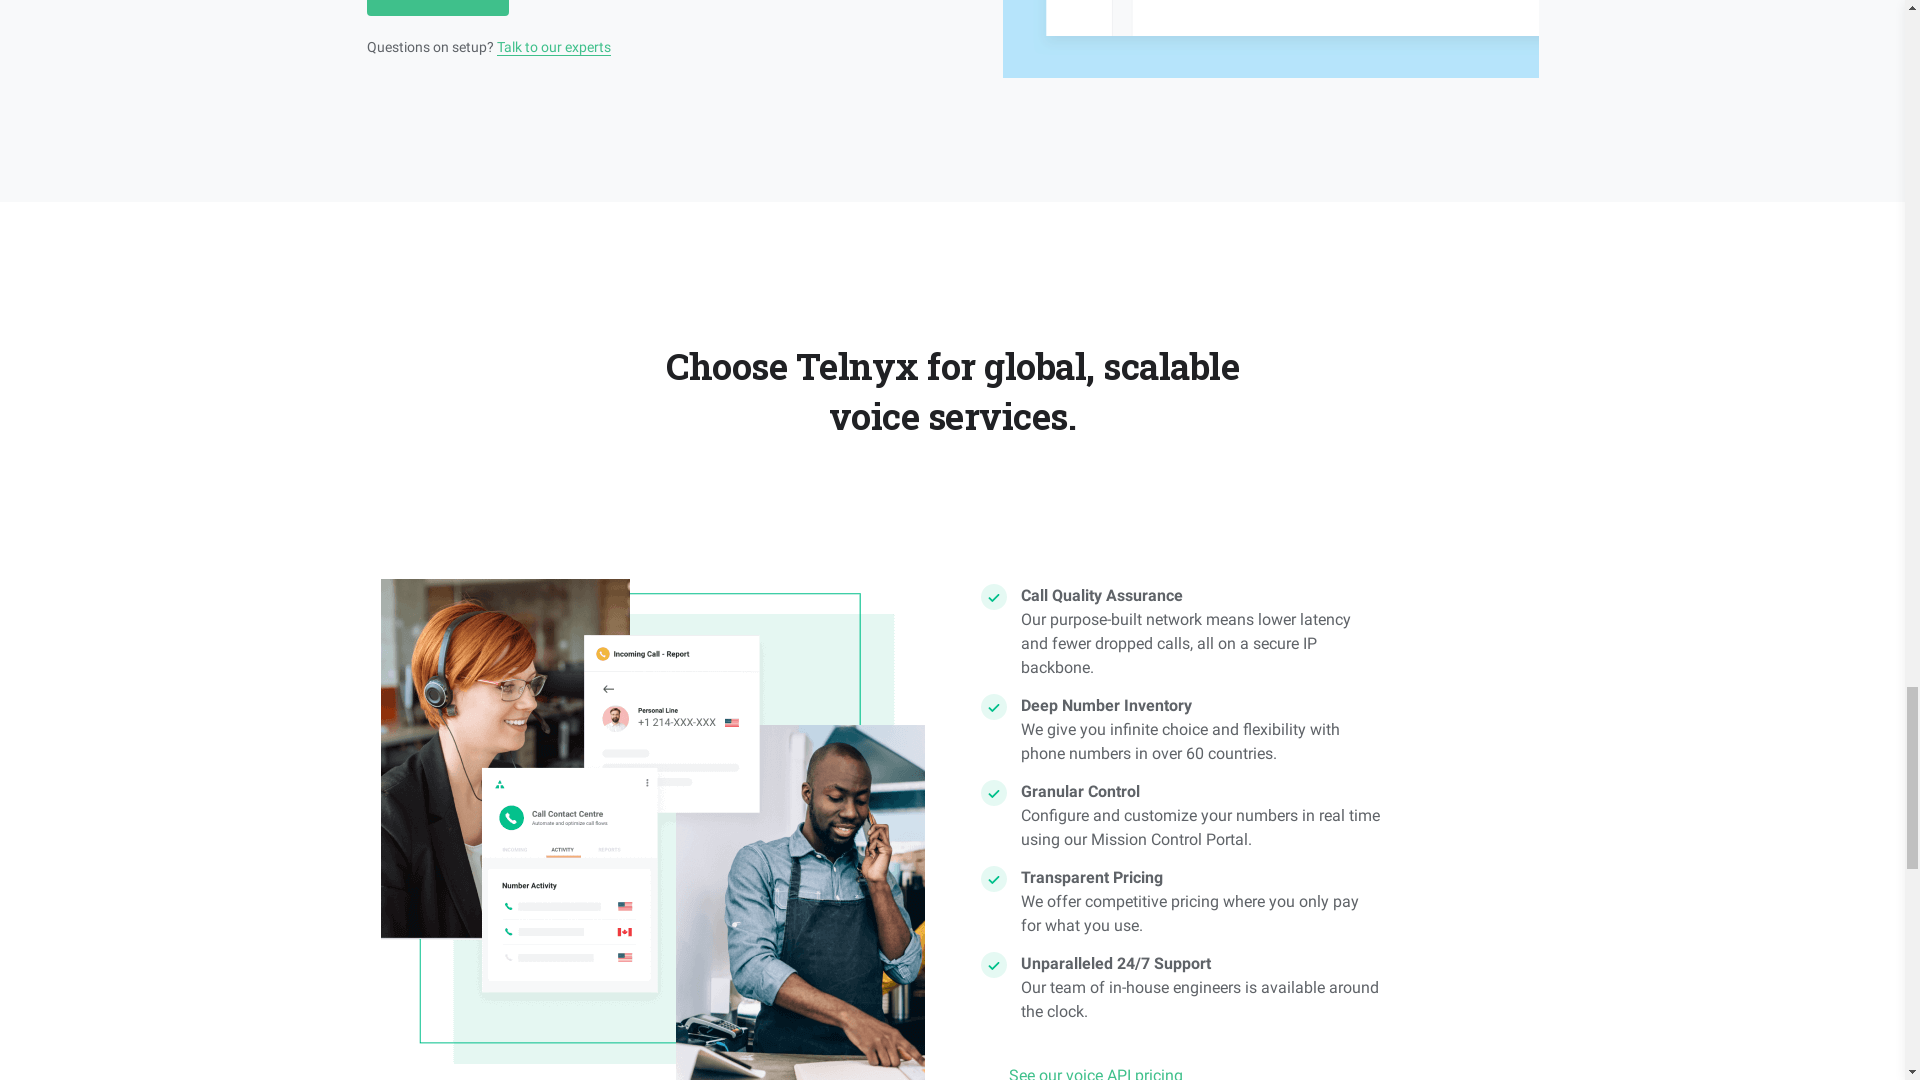 Questions on setup? Talk to our experts
Choose Telnyx for global, scalable
voice services.
Incoming Call - Report
Personal Line
+1 214-XXX-XXX
Call Contact Centre
Automate and optimize call flows
INCOMING ACTIVITY REPORTS
Number Activity
Call Quality Assurance
Our purpose-built network means lower latency
and fewer dropped calls, all on a secure IP
backbone.
Deep Number Inventory
We give you infinite choice and flexibility with
phone numbers in over 60 countries.
Granular Control
Configure and customize your numbers in real time
using our Mission Control Portal.
Transparent Pricing
We offer competitive pricing where you only pay
for what you use.
Unparalleled 24/7 Support
Our team of in-house engineers is available around
the clock.
See our voice API pricing